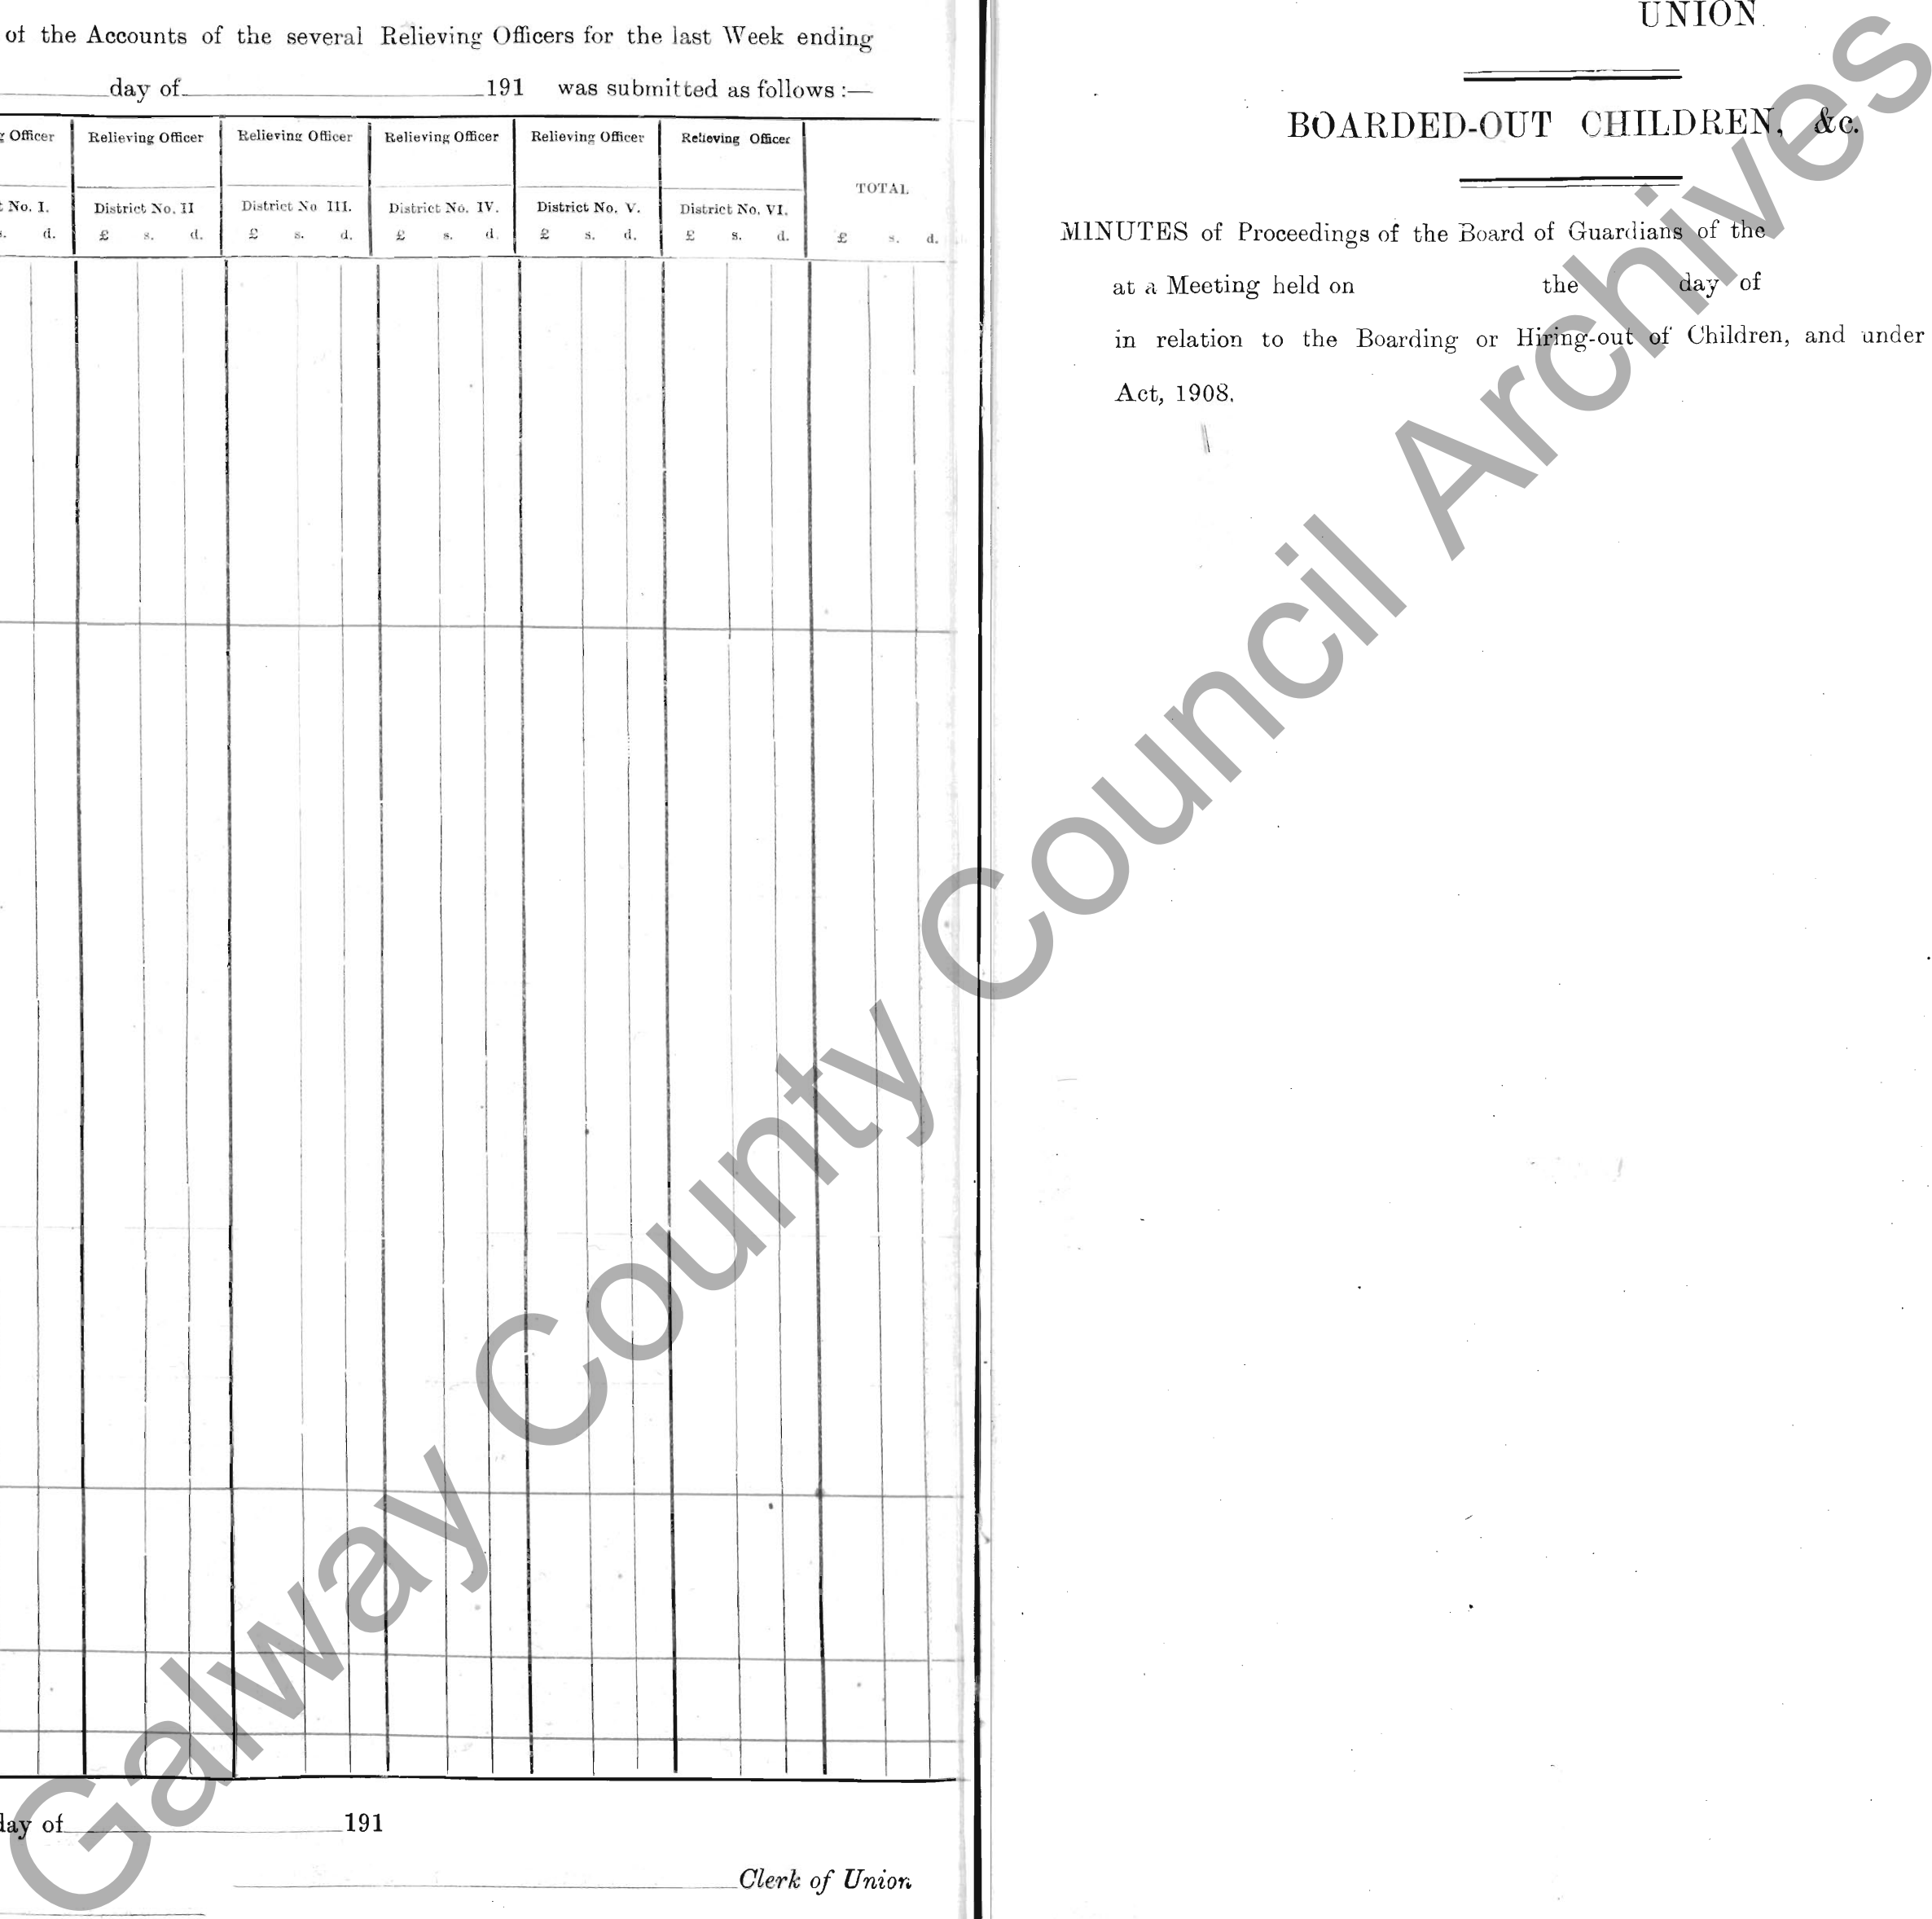 of the Accounts of the several Relieving Officers for the last Week ending
day of 191 was submitted as follows :—
Officer Relieving Officer Relieving Officer Relieving Officer Relieving Officer Relieving Officer
TOTAL
No. I. District No. II District No III. District No. IV. District No. V. District No. VI.
s. d. £ s. d. £ s. d. £ s. d. £ s. d. £ s. d. £ s. d.
day of 191
Clerk of Union
UNION
BOARDED-OUT CHILDREN, &c.
MINUTES of Proceedings of the Board of Guardians of the
at a Meeting held on the day of
in relation to the Boarding or Hiring-out of Children, and under
Act, 1908.
Galway County Council Archives